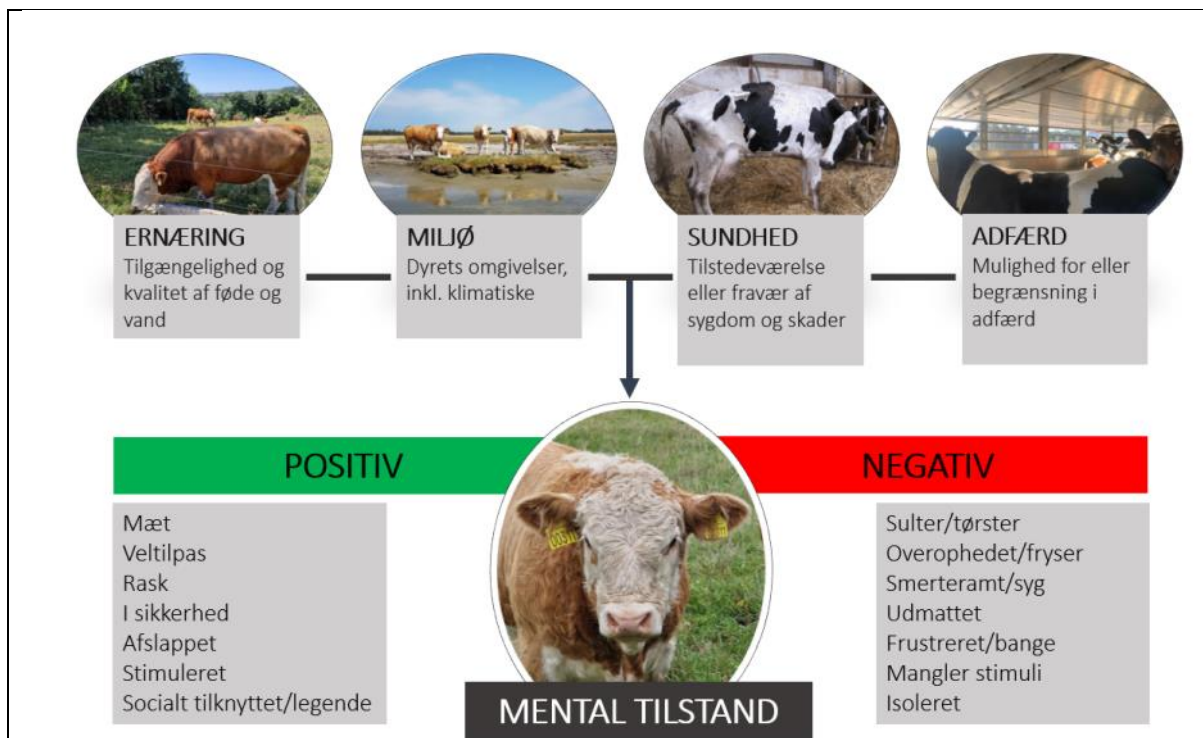 ERNÆRING
Tilgængelighed og
kvalitet af føde og
vand
MILJØ
Dyrets omgivelser,
inkl. klimatiske
SUNDHED
Tilstedeværelse
eller fravær af
sygdom og skader
ADFÆRD
Mulighed for eller
begrænsning i
adfærd
POSITIV
Mæt
Veltilpas
Rask
I sikkerhed
Afslappet
Stimuleret
Socialt tilknyttet/legende
NEGATIV
Sulter/tørster
Overophedet/fryser
Smerteramt/syg
Udmattet
Frustreret/bange
Mangler stimuli
Isoleret
MENTAL TILSTAND